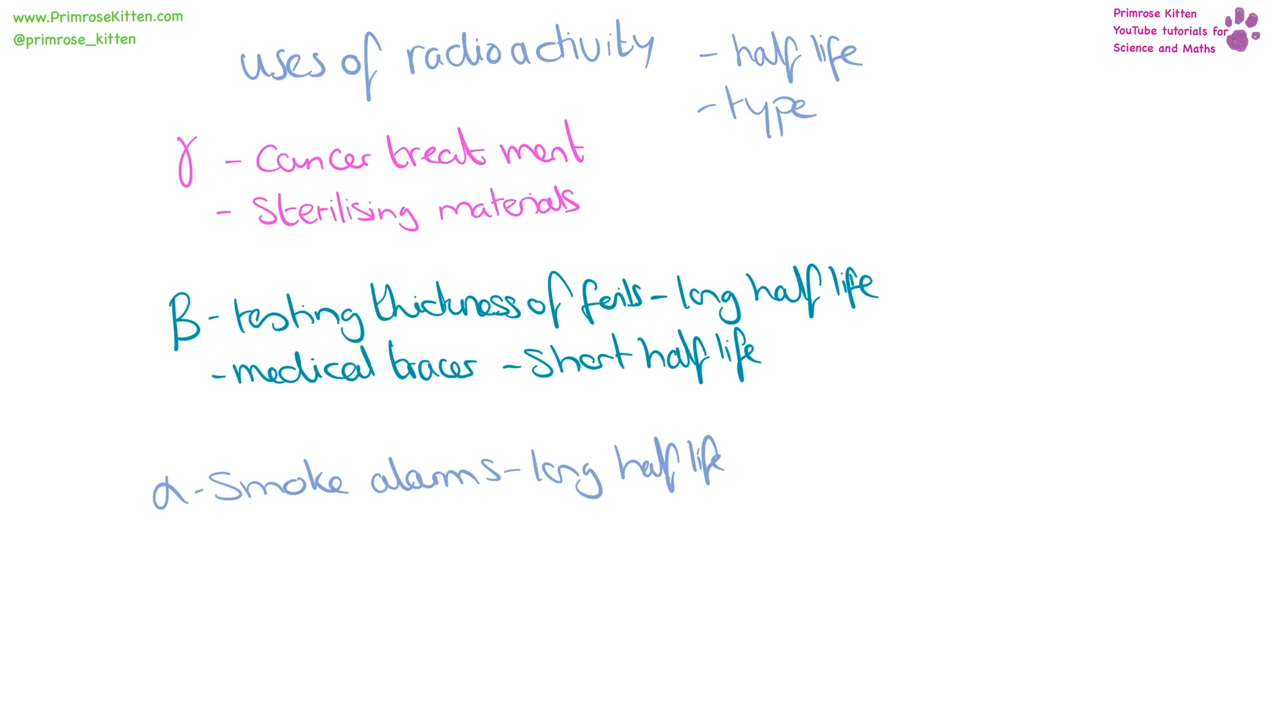 www.PrimroseKitten.com
@primrose_kitten
Primrose Kitten
YouTube tutorials for
Science and Maths
uses of radioactivity - half life
- type
γ - Cancer treatment
- Sterilising materials
β - testing thickness of foils - long half life
- medical tracer - short half life
α - Smoke alarms - long half life